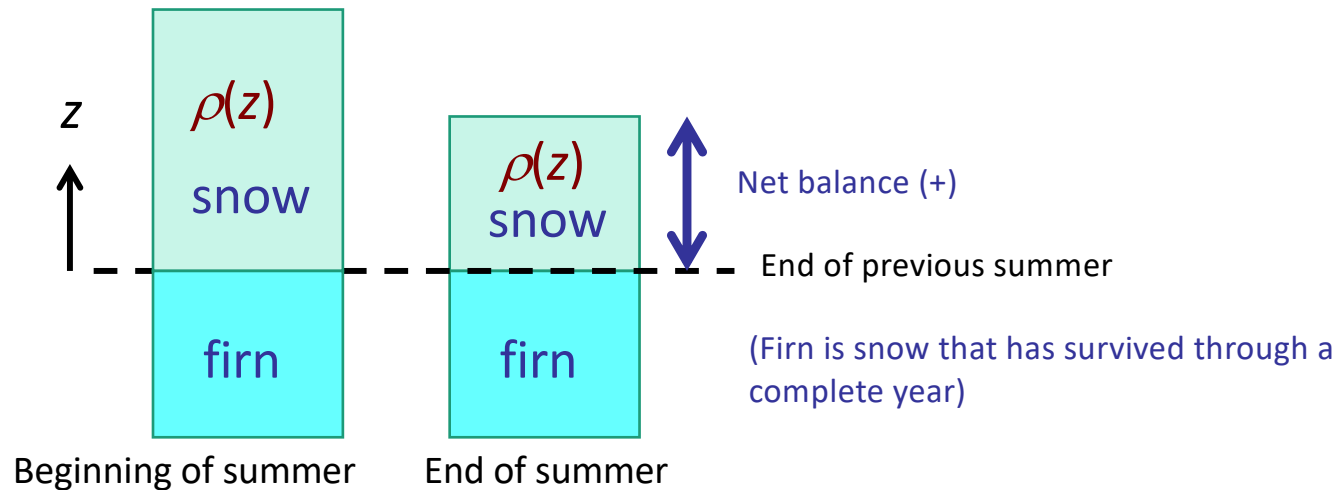 z
ρ(z)
snow
firn
Beginning of summer
ρ(z)
snow
firn
End of summer
Net balance (+)
End of previous summer
(Firn is snow that has survived through a
complete year)